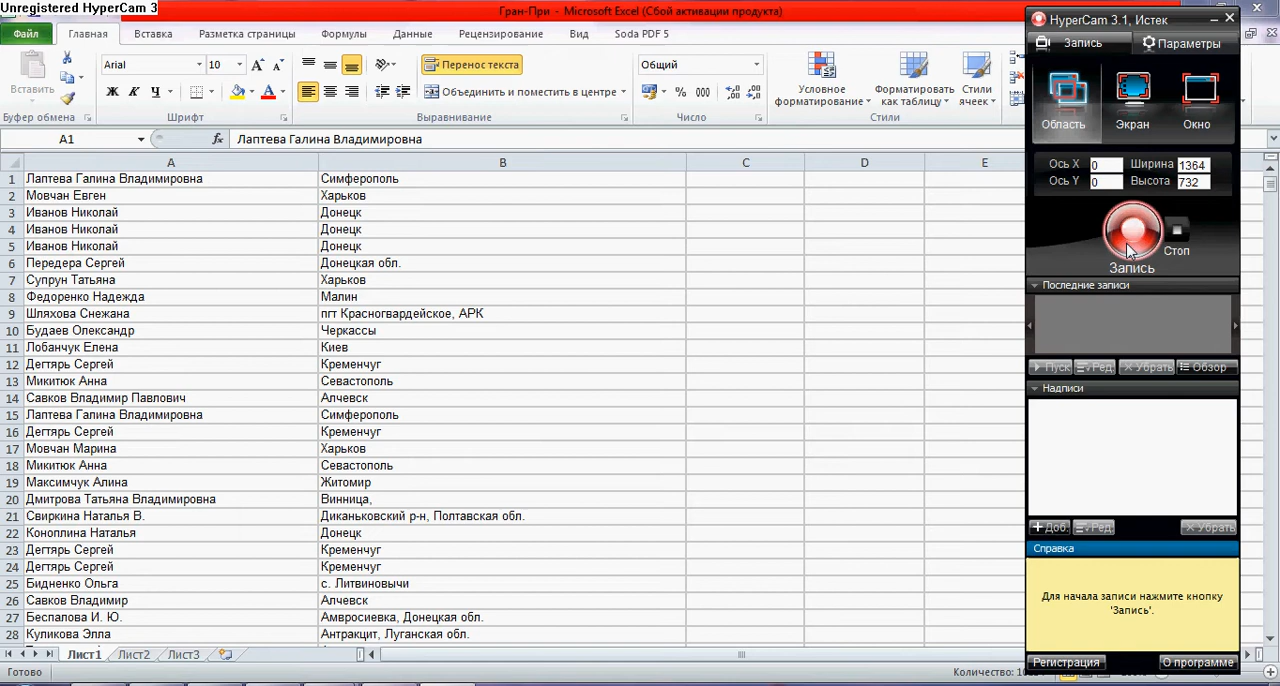 Unregistered HyperCam 3
Гран-При - Microsoft Excel (Сбой активации продукта)
Файл Главная Вставка Разметка страницы Формулы Данные Рецензирование Вид Soda PDF 5
Вставить
Arial 10
Ж К Ч
Перенос текста
Объединить и поместить в центре
Общий
% 000
Условное форматирование
Форматировать как таблицу
Стили ячеек
Буфер обмена Шрифт Выравнивание Число Стили
A1 fx Лаптева Галина Владимировна
A B C D E
1 Лаптева Галина Владимировна Симферополь
2 Мовчан Евген Харьков
3 Иванов Николай Донецк
4 Иванов Николай Донецк
5 Иванов Николай Донецк
6 Передера Сергей Донецкая обл.
7 Супрун Татьяна Харьков
8 Федоренко Надежда Малин
9 Шляхова Снежана пгт Красногвардейское, АРК
10 Будаев Олександр Черкассы
11 Лобанчук Елена Киев
12 Дегтярь Сергей Кременчуг
13 Микитюк Анна Севастополь
14 Савков Владимир Павлович Алчевск
15 Лаптева Галина Владимировна Симферополь
16 Дегтярь Сергей Кременчуг
17 Мовчан Марина Харьков
18 Микитюк Анна Севастополь
19 Максимчук Алина Житомир
20 Дмитрова Татьяна Владимировна Винница,
21 Свиркина Наталья В. Диканьковский р-н, Полтавская обл.
22 Коноплина Наталья Донецк
23 Дегтярь Сергей Кременчуг
24 Дегтярь Сергей Кременчуг
25 Бидненко Ольга с. Литвиновычи
26 Савков Владимир Алчевск
27 Беспалова И. Ю. Амвросиевка, Донецкая обл.
28 Куликова Элла Антрацит, Луганская обл.
Лист1 Лист2 Лист3
Готово
Количество:
HyperCam 3.1, Истек
Запись Параметры
Область Экран Окно
Ось X 0 Ширина 1364
Ось Y 0 Высота 732
Стоп
Запись
Последние записи
Пуск Ред. Убрать Обзор
Надписи
Доб. Ред. Убрать
Справка
Для начала записи нажмите кнопку
'Запись'.
Регистрация О программе